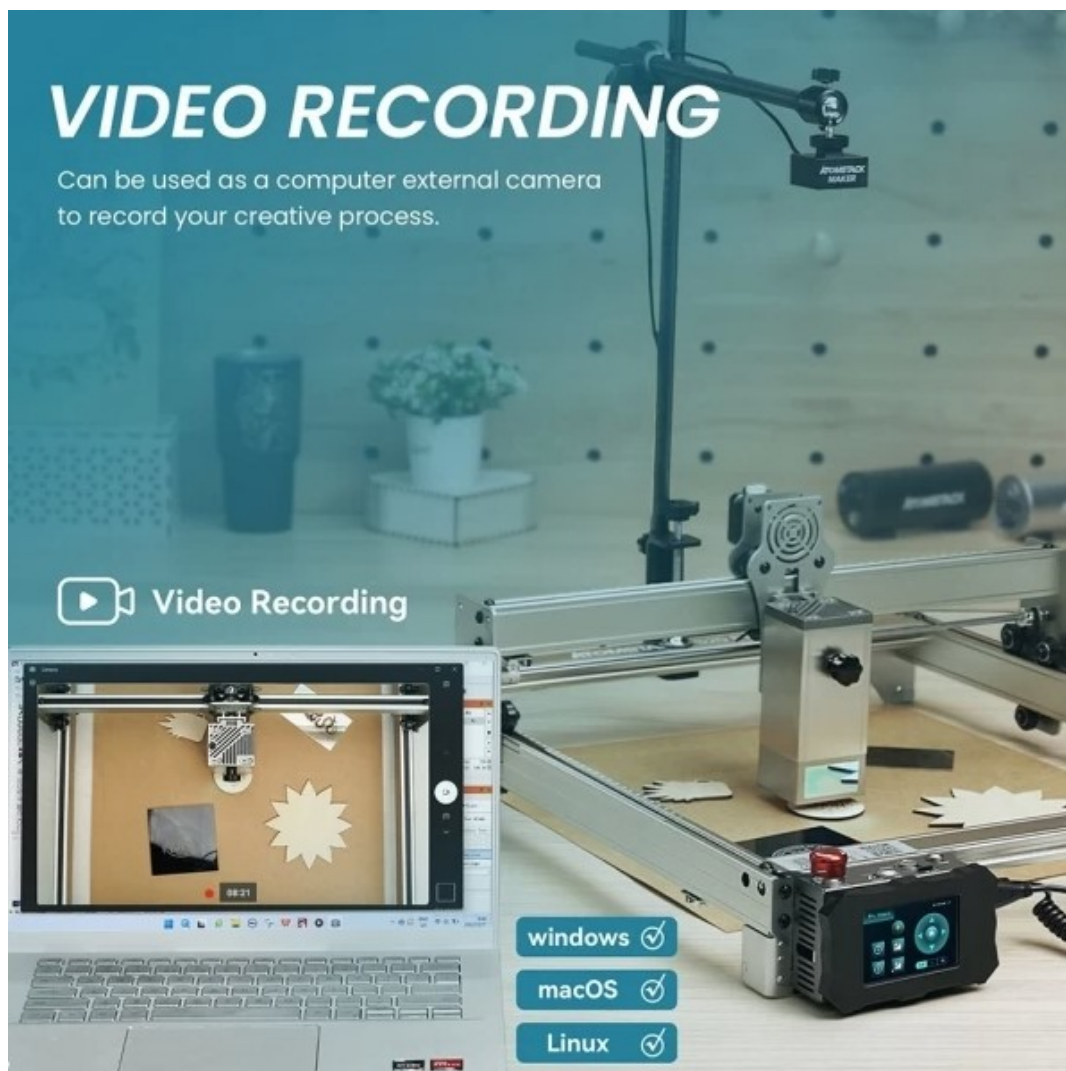 VIDEO RECORDING
Can be used as a computer external camera
to record your creative process.
ATOMSTACK
MAKER
ATOMSTACK
Video Recording
08:21
windows
macOS
Linux